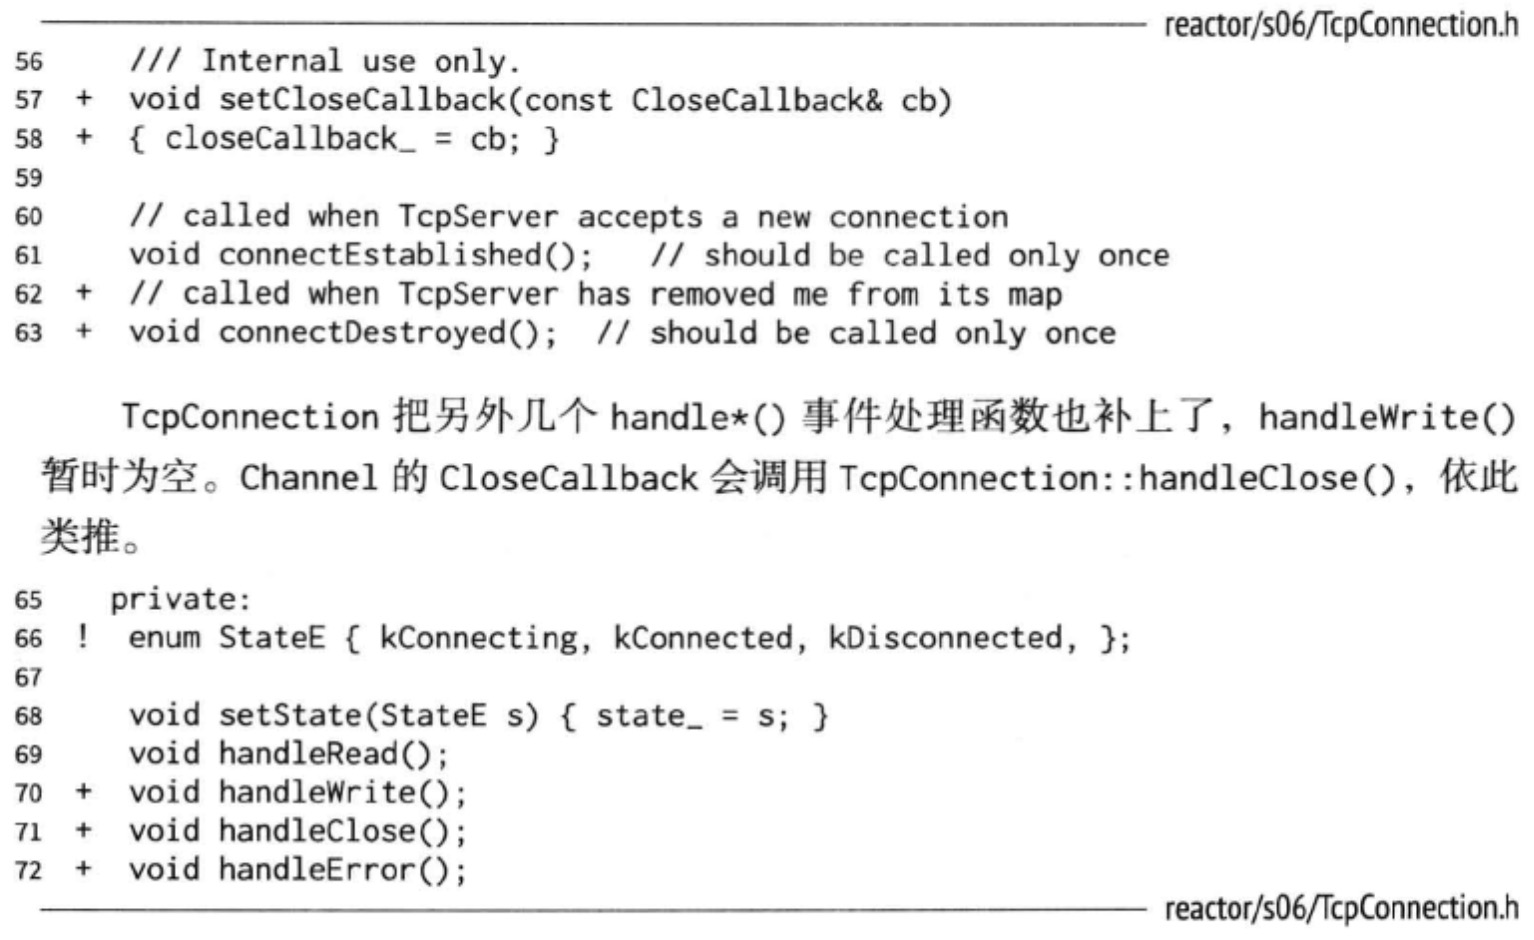 reactor/s06/TcpConnection.h
56      /// Internal use only.
57  +   void setCloseCallback(const CloseCallback& cb)
58  +   { closeCallback_ = cb; }
59
60      // called when TcpServer accepts a new connection
61      void connectEstablished();   // should be called only once
62  +   // called when TcpServer has removed me from its map
63  +   void connectDestroyed();  // should be called only once
TcpConnection 把另外几个 handle*() 事件处理函数也补上了，handleWrite()
暂时为空。Channel 的 CloseCallback 会调用 TcpConnection::handleClose()，依此
类推。
65     private:
66  !   enum StateE { kConnecting, kConnected, kDisconnected, };
67
68      void setState(StateE s) { state_ = s; }
69      void handleRead();
70  +   void handleWrite();
71  +   void handleClose();
72  +   void handleError();
reactor/s06/TcpConnection.h